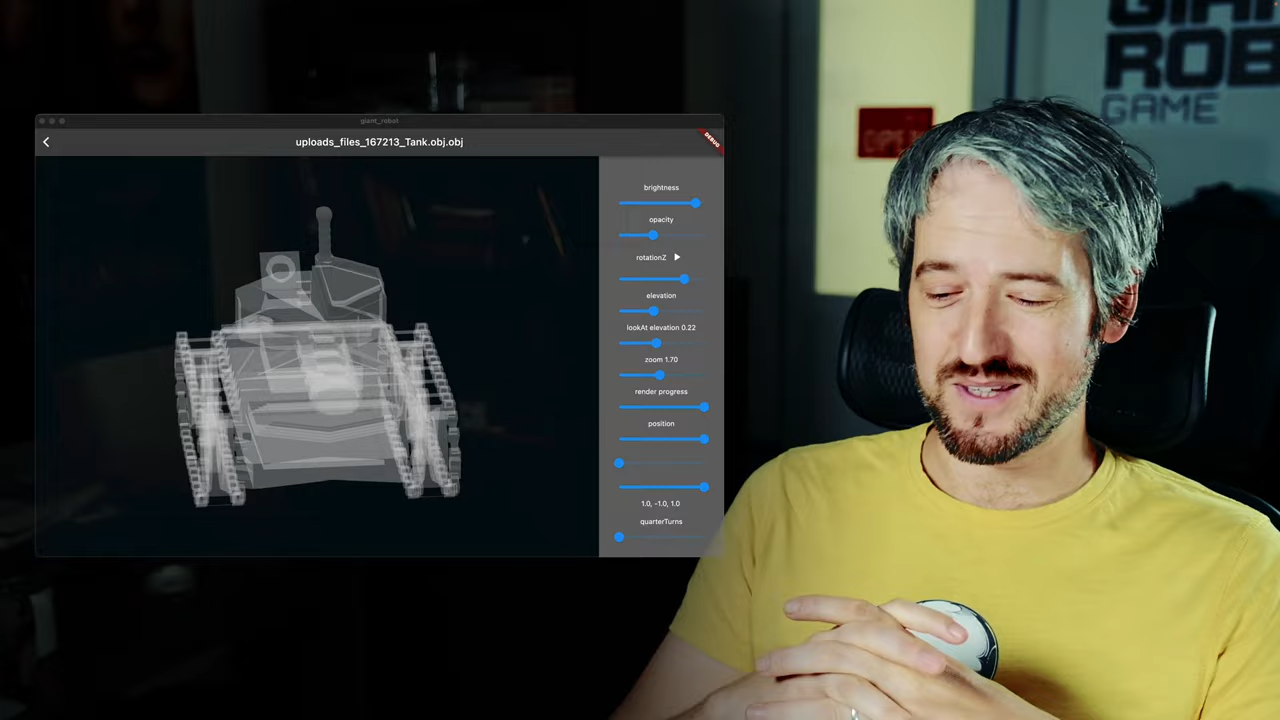 GIANT
ROB
GAME
OPEN
giant_robot
uploads_files_167213_Tank.obj.obj
DEBUG
brightness
opacity
rotationZ
elevation
lookAt elevation 0.22
zoom 1.70
render progress
position
1.0, -1.0, 1.0
quarterTurns